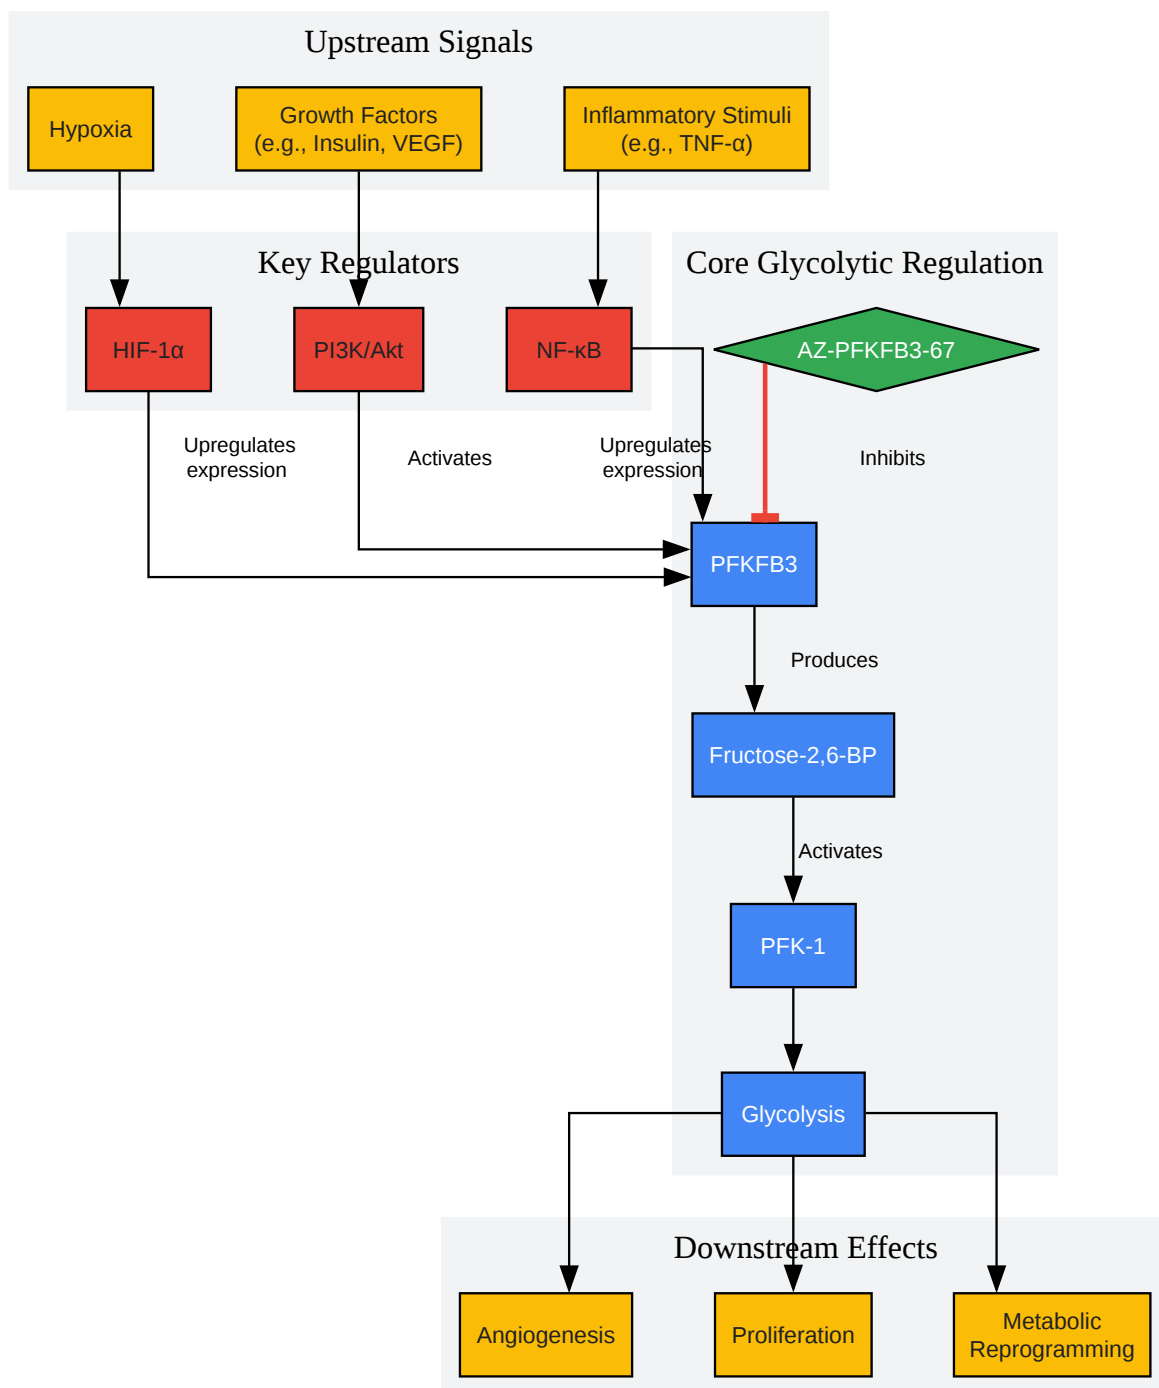 Upstream Signals
Hypoxia
Growth Factors
(e.g., Insulin, VEGF)
Inflammatory Stimuli
(e.g., TNF-α)
Key Regulators
Core Glycolytic Regulation
HIF-1α
PI3K/Akt
NF-κB
AZ-PFKFB3-67
Upregulates
expression
Activates
Upregulates
expression
Inhibits
PFKFB3
Produces
Fructose-2,6-BP
Activates
PFK-1
Glycolysis
Downstream Effects
Angiogenesis
Proliferation
Metabolic
Reprogramming